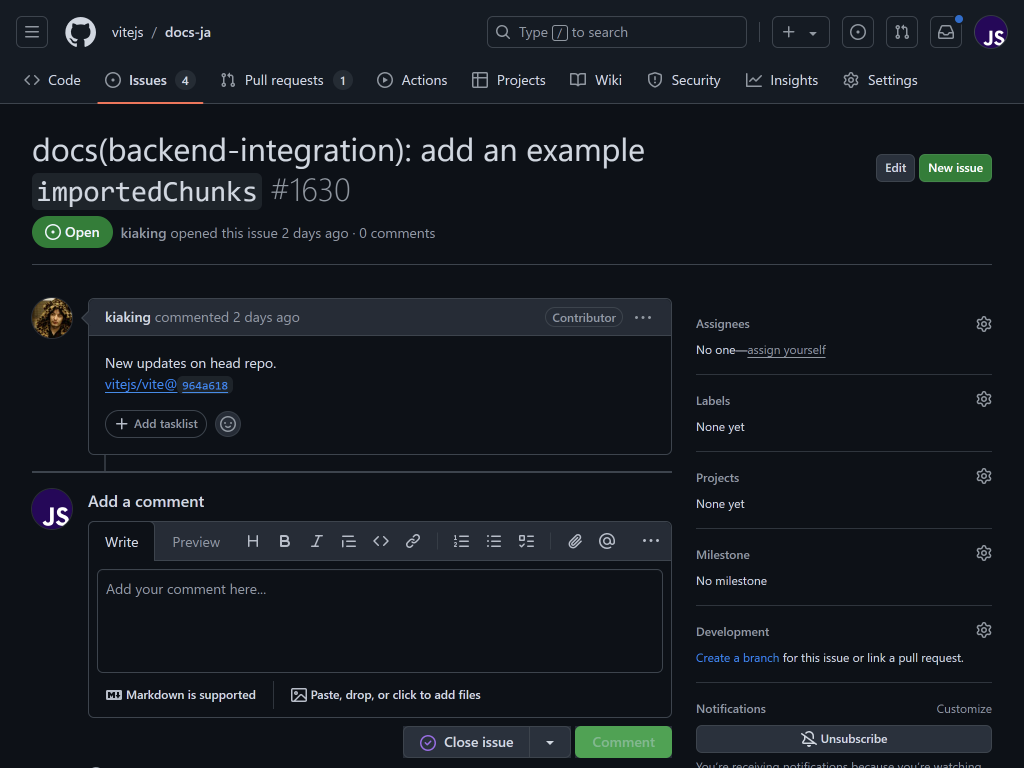 vitejs / docs-ja
Type / to search
JS
Code
Issues 4
Pull requests 1
Actions
Projects
Wiki
Security
Insights
Settings
docs(backend-integration): add an example
importedChunks #1630
Edit
New issue
Open
kiaking opened this issue 2 days ago · 0 comments
kiaking commented 2 days ago
Contributor
New updates on head repo.
vitejs/vite@ 964a618
Add tasklist
JS
Add a comment
Write
Preview
Add your comment here...
Markdown is supported
Paste, drop, or click to add files
Close issue
Comment
Assignees
No one—assign yourself
Labels
None yet
Projects
None yet
Milestone
No milestone
Development
Create a branch for this issue or link a pull request.
Notifications
Customize
Unsubscribe
You're receiving notifications because you're watching